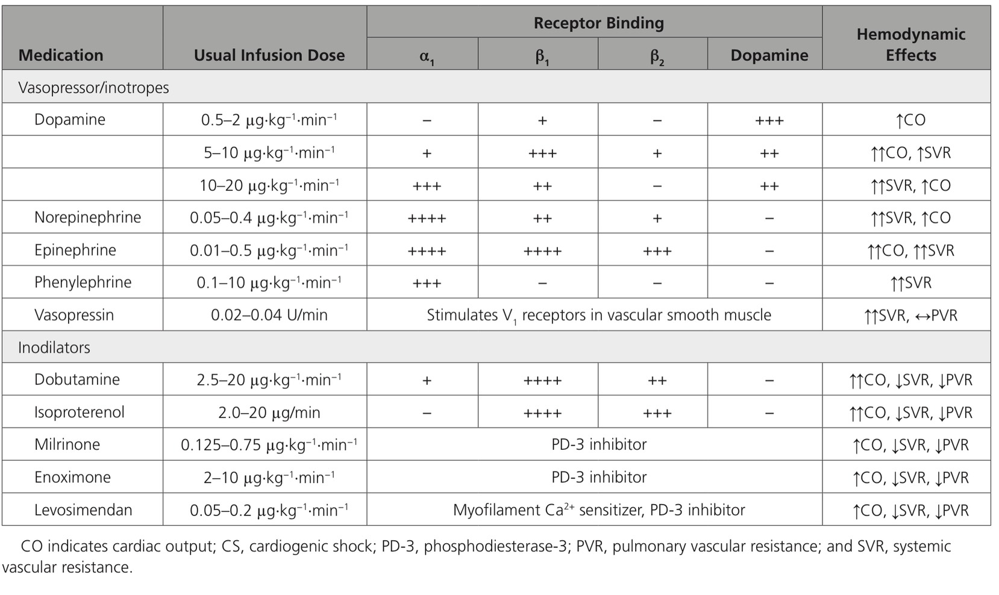 Receptor Binding
Hemodynamic
Medication Usual Infusion Dose α₁ β₁ β₂ Dopamine Effects
Vasopressor/inotropes
Dopamine 0.5–2 μg·kg⁻¹·min⁻¹ – + – +++ ↑CO
5–10 μg·kg⁻¹·min⁻¹ + +++ + ++ ↑↑CO, ↑SVR
10–20 μg·kg⁻¹·min⁻¹ +++ ++ – ++ ↑↑SVR, ↑CO
Norepinephrine 0.05–0.4 μg·kg⁻¹·min⁻¹ ++++ ++ + – ↑↑SVR, ↑CO
Epinephrine 0.01–0.5 μg·kg⁻¹·min⁻¹ ++++ ++++ +++ – ↑↑CO, ↑↑SVR
Phenylephrine 0.1–10 μg·kg⁻¹·min⁻¹ +++ – – – ↑↑SVR
Vasopressin 0.02–0.04 U/min Stimulates V₁ receptors in vascular smooth muscle ↑↑SVR, ↔PVR
Inodilators
Dobutamine 2.5–20 μg·kg⁻¹·min⁻¹ + ++++ ++ – ↑↑CO, ↓SVR, ↓PVR
Isoproterenol 2.0–20 μg/min – ++++ +++ – ↑↑CO, ↓SVR, ↓PVR
Milrinone 0.125–0.75 μg·kg⁻¹·min⁻¹ PD-3 inhibitor ↑CO, ↓SVR, ↓PVR
Enoximone 2–10 μg·kg⁻¹·min⁻¹ PD-3 inhibitor ↑CO, ↓SVR, ↓PVR
Levosimendan 0.05–0.2 μg·kg⁻¹·min⁻¹ Myofilament Ca²⁺ sensitizer, PD-3 inhibitor ↑CO, ↓SVR, ↓PVR
CO indicates cardiac output; CS, cardiogenic shock; PD-3, phosphodiesterase-3; PVR, pulmonary vascular resistance; and SVR, systemic
vascular resistance.